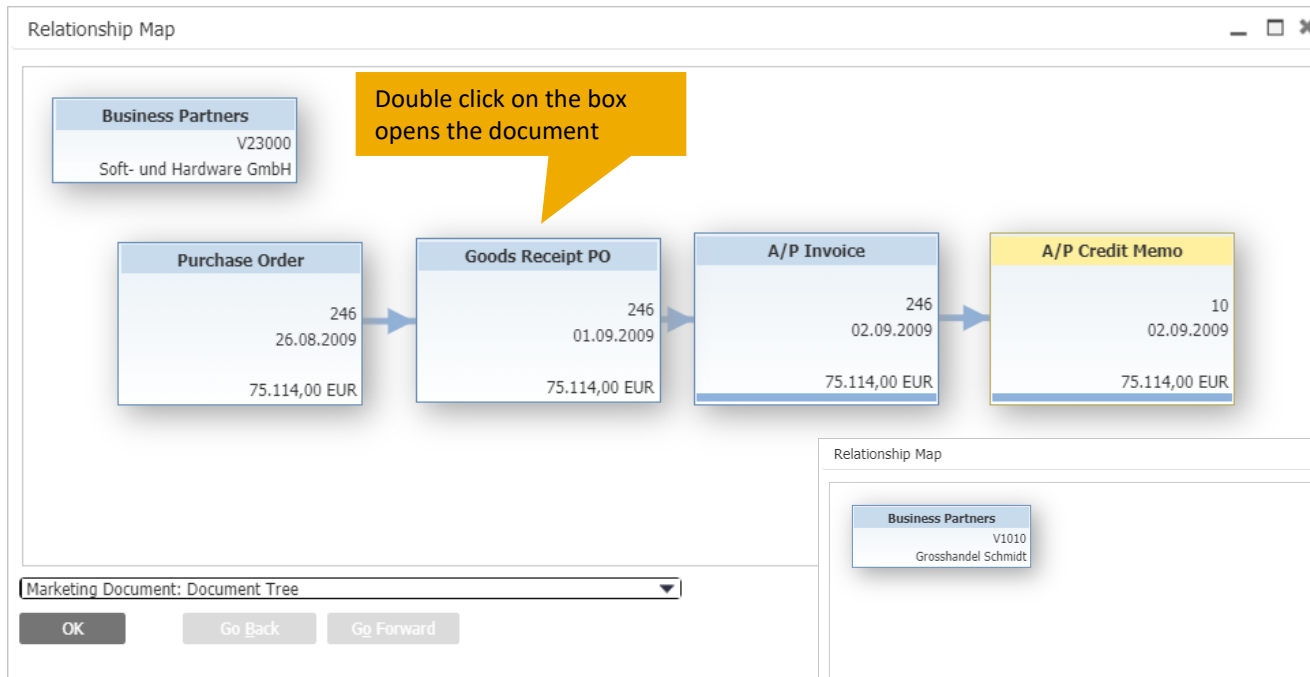 Relationship Map
Business Partners
V23000
Soft- und Hardware GmbH
Double click on the box
opens the document
Purchase Order
246
26.08.2009
75.114,00 EUR
Goods Receipt PO
246
01.09.2009
75.114,00 EUR
A/P Invoice
246
02.09.2009
75.114,00 EUR
A/P Credit Memo
10
02.09.2009
75.114,00 EUR
Relationship Map
Business Partners
V1010
Grosshandel Schmidt
Marketing Document: Document Tree
OK
Go Back
Go Forward